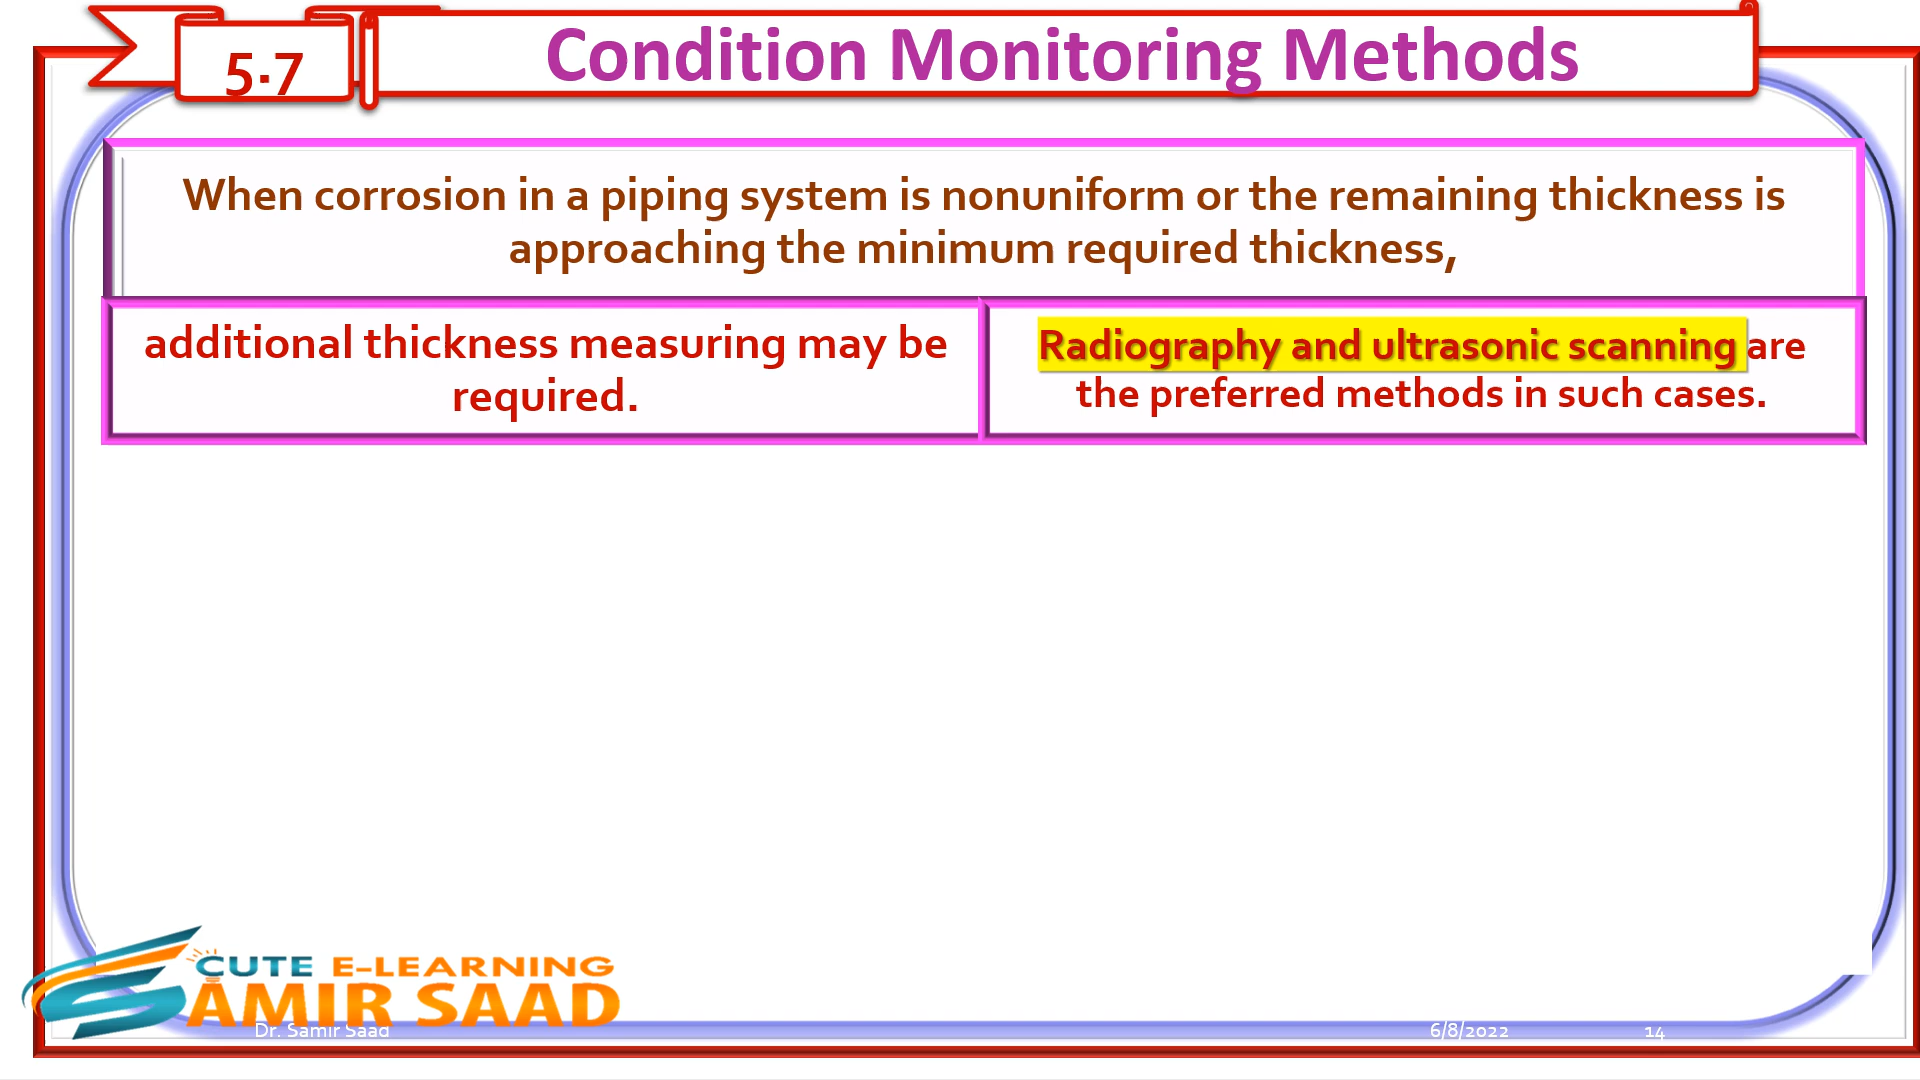 5.7
Condition Monitoring Methods
When corrosion in a piping system is nonuniform or the remaining thickness is
approaching the minimum required thickness,
additional thickness measuring may be
required.
Radiography and ultrasonic scanning are
the preferred methods in such cases.
CUTE E-LEARNING
SAMIR SAAD
Dr. Samir Saad
6/8/2022
14